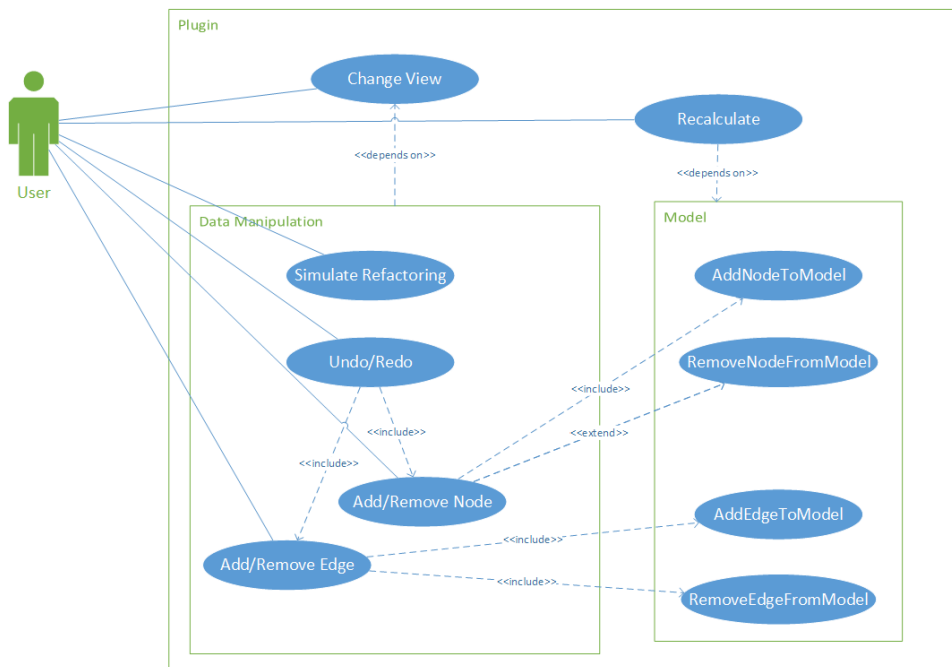 Plugin
Change View
Recalculate
User
<<depends on>>
<<depends on>>
Data Manipulation
Model
Simulate Refactoring
AddNodeToModel
Undo/Redo
RemoveNodeFromModel
<<include>>
<<include>>
<<extend>>
<<include>>
Add/Remove Node
AddEdgeToModel
<<include>>
Add/Remove Edge
<<include>>
RemoveEdgeFromModel